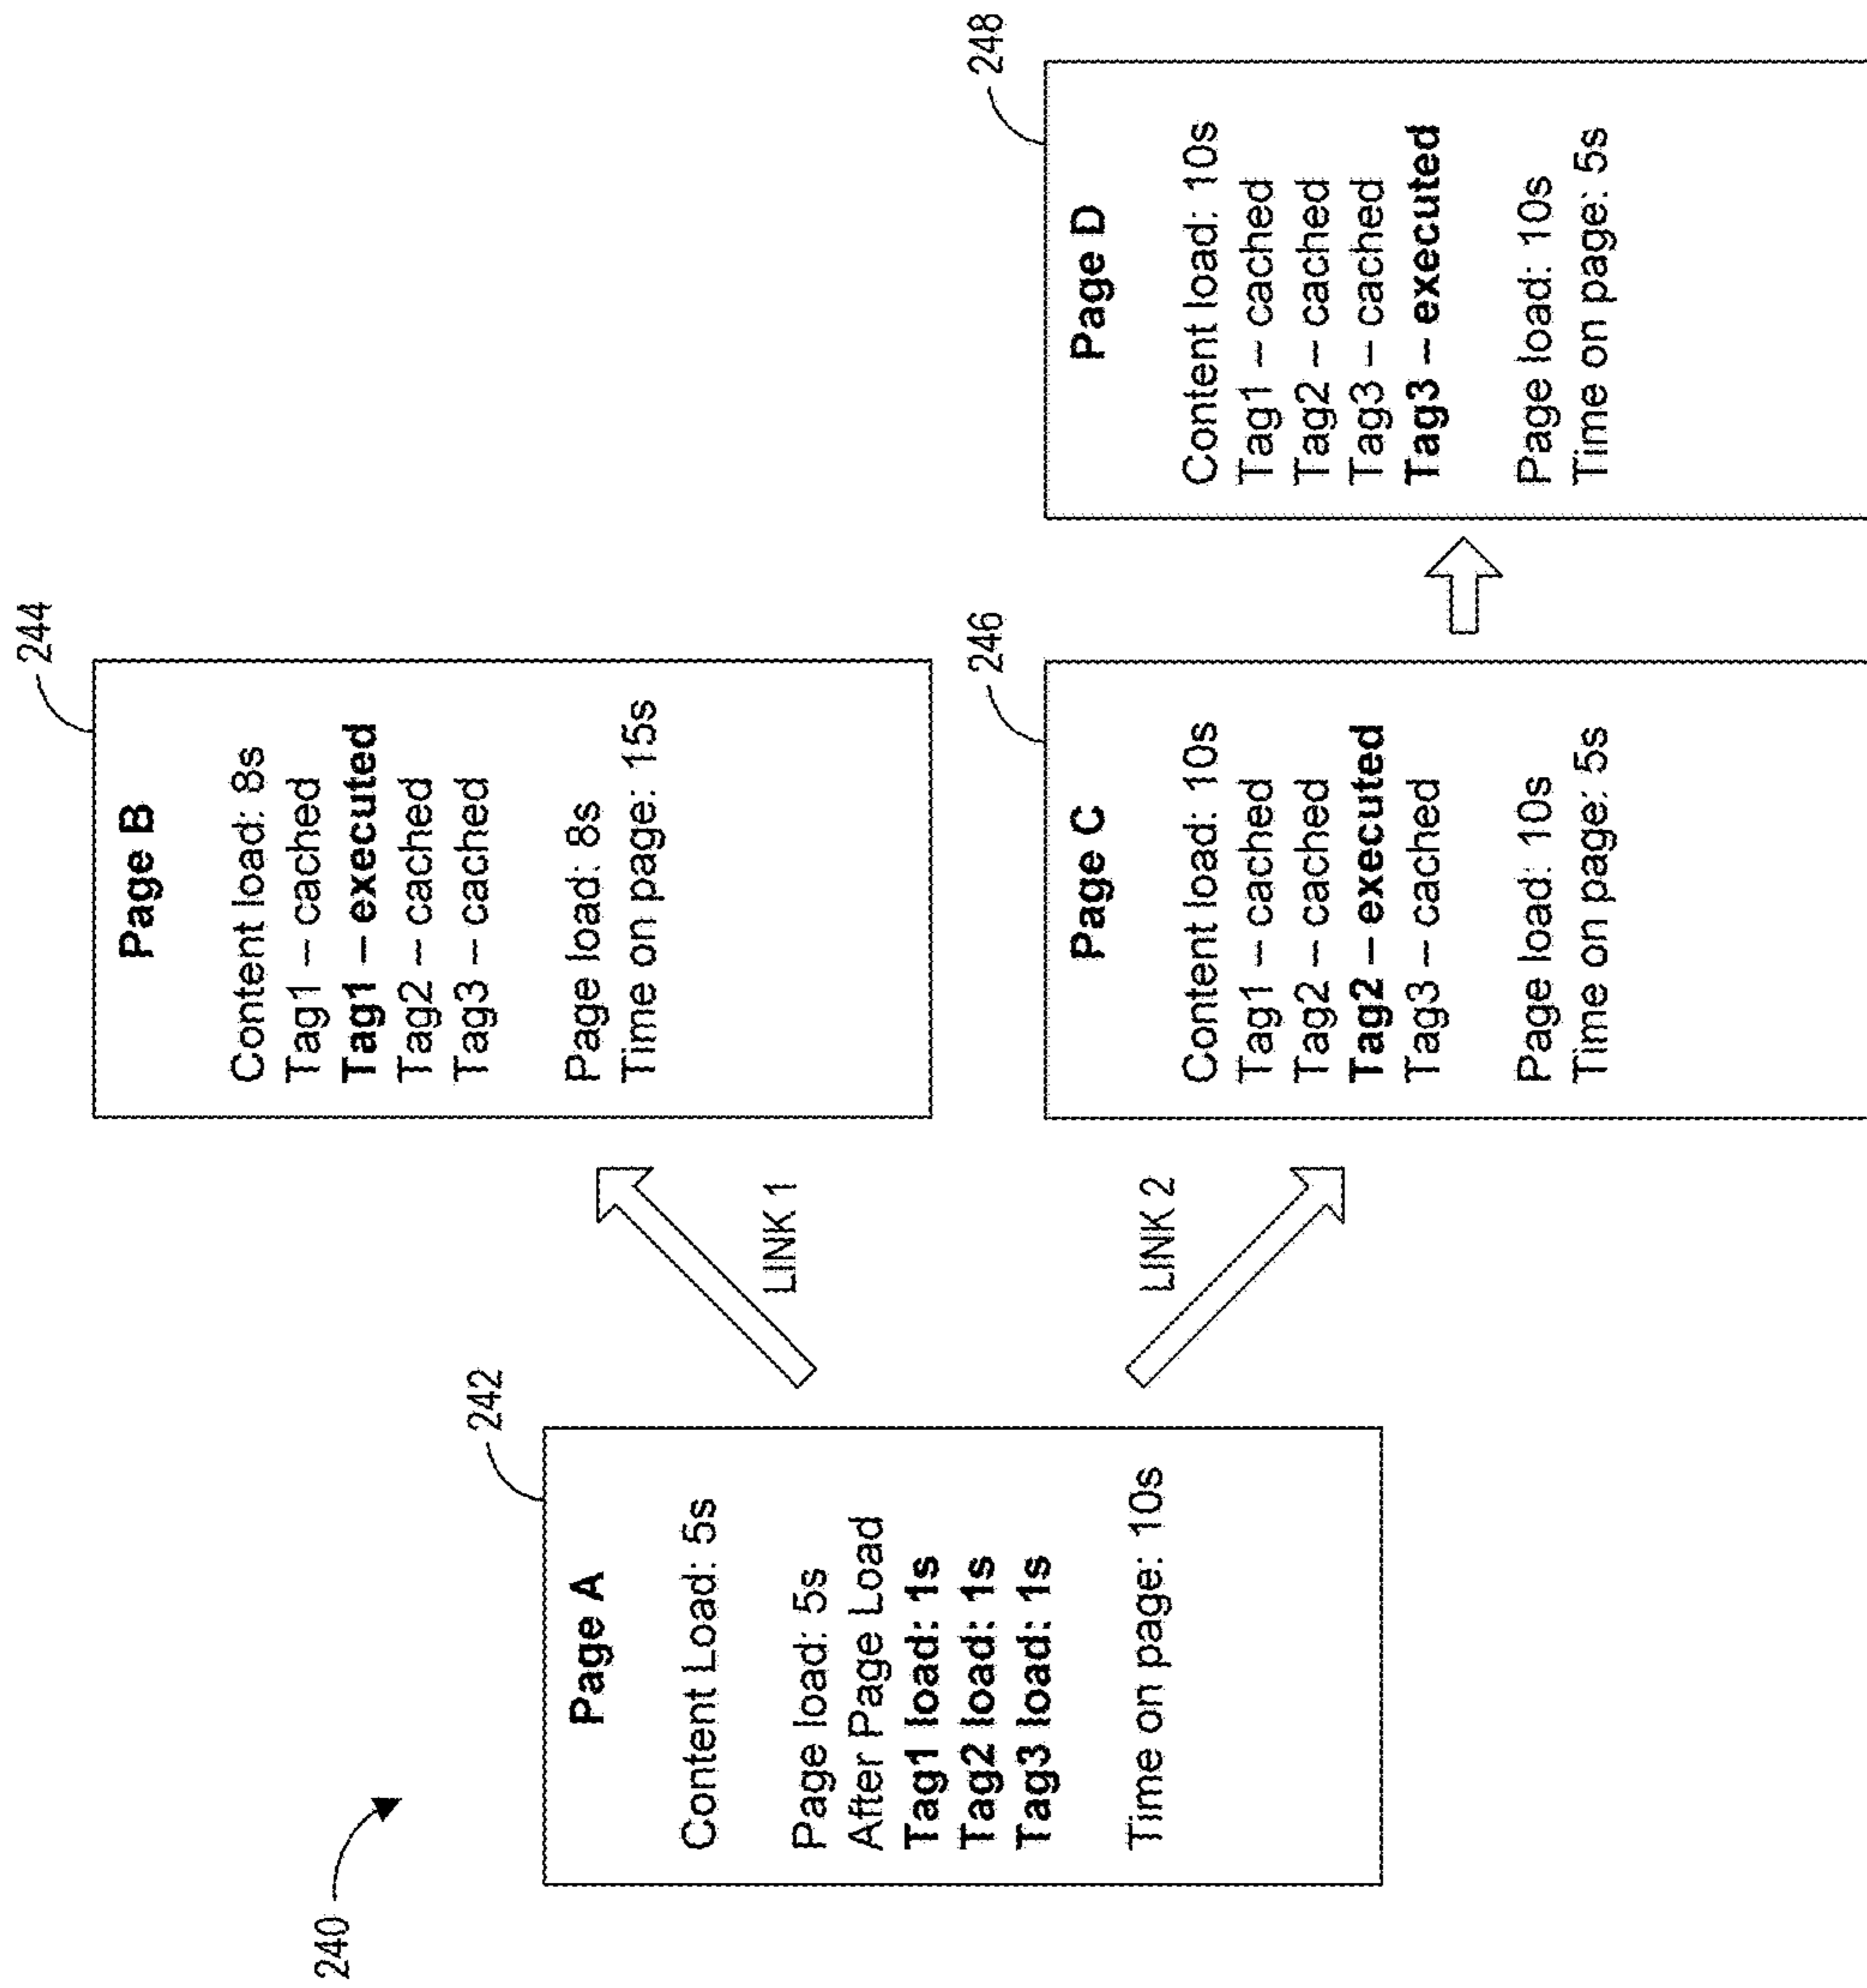 240
242
Page A
Content Load: 5s
Page load: 5s
After Page Load
Tag1 load: 1s
Tag2 load: 1s
Tag3 load: 1s
Time on page: 10s
LINK 1
LINK 2
244
Page B
Content load: 8s
Tag1 – cached
Tag1 – executed
Tag2 – cached
Tag3 – cached
Page load: 8s
Time on page: 15s
246
Page C
Content load: 10s
Tag1 – cached
Tag2 – cached
Tag2 – executed
Tag3 – cached
Page load: 10s
Time on page: 5s
248
Page D
Content load: 10s
Tag1 – cached
Tag2 – cached
Tag3 – cached
Tag3 – executed
Page load: 10s
Time on page: 5s